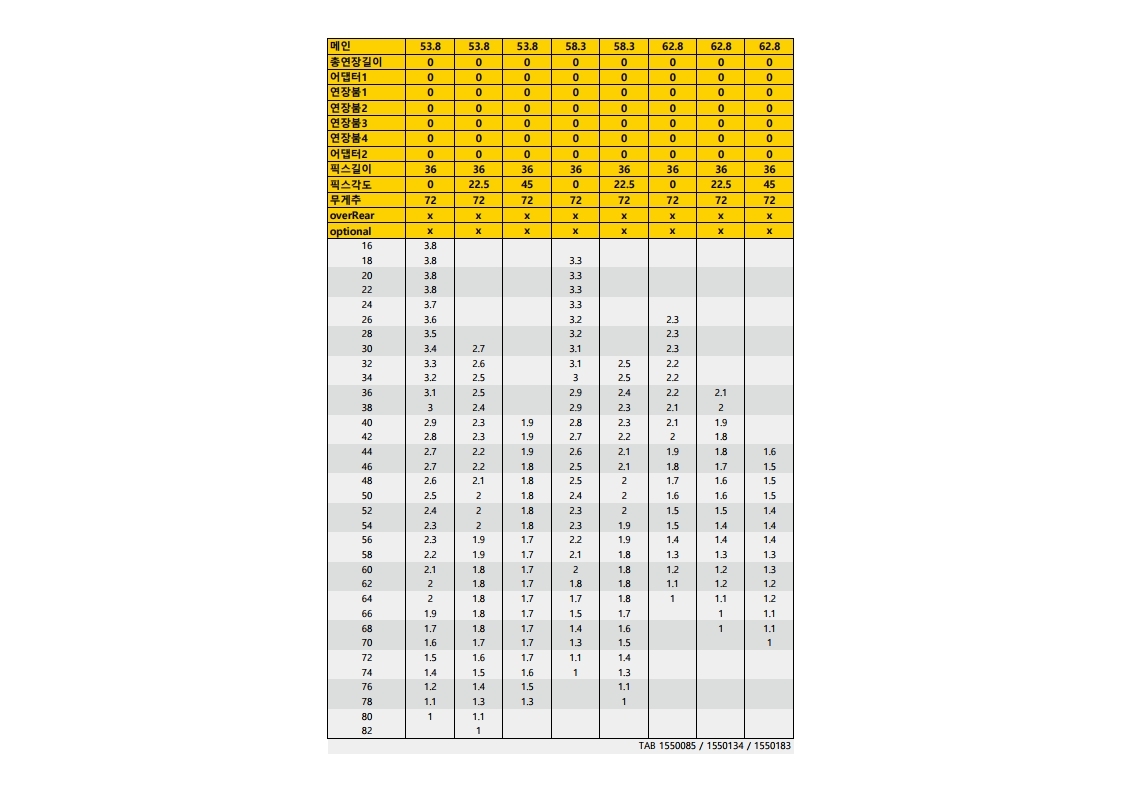 메인 53.8 53.8 53.8 58.3 58.3 62.8 62.8 62.8
총연장길이 0 0 0 0 0 0 0 0
어댑터1 0 0 0 0 0 0 0 0
연장붐1 0 0 0 0 0 0 0 0
연장붐2 0 0 0 0 0 0 0 0
연장붐3 0 0 0 0 0 0 0 0
연장붐4 0 0 0 0 0 0 0 0
어댑터2 0 0 0 0 0 0 0 0
픽스길이 36 36 36 36 36 36 36 36
픽스각도 0 22.5 45 0 22.5 0 22.5 45
무게추 72 72 72 72 72 72 72 72
overRear x x x x x x x x
optional x x x x x x x x
16 3.8
18 3.8 3.3
20 3.8 3.3
22 3.8 3.3
24 3.7 3.3
26 3.6 3.2 2.3
28 3.5 3.2 2.3
30 3.4 2.7 3.1 2.3
32 3.3 2.6 3.1 2.5 2.2
34 3.2 2.5 3 2.5 2.2
36 3.1 2.5 2.9 2.4 2.2 2.1
38 3 2.4 2.9 2.3 2.1 2
40 2.9 2.3 1.9 2.8 2.3 2.1 1.9
42 2.8 2.3 1.9 2.7 2.2 2 1.8
44 2.7 2.2 1.9 2.6 2.1 1.9 1.8 1.6
46 2.7 2.2 1.8 2.5 2.1 1.8 1.7 1.5
48 2.6 2.1 1.8 2.5 2 1.7 1.6 1.5
50 2.5 2 1.8 2.4 2 1.6 1.6 1.5
52 2.4 2 1.8 2.3 2 1.5 1.5 1.4
54 2.3 2 1.8 2.3 1.9 1.5 1.4 1.4
56 2.3 1.9 1.7 2.2 1.9 1.4 1.4 1.4
58 2.2 1.9 1.7 2.1 1.8 1.3 1.3 1.3
60 2.1 1.8 1.7 2 1.8 1.2 1.2 1.3
62 2 1.8 1.7 1.8 1.8 1.1 1.2 1.2
64 2 1.8 1.7 1.7 1.8 1 1.1 1.2
66 1.9 1.8 1.7 1.5 1.7 1 1.1
68 1.7 1.8 1.7 1.4 1.6 1 1.1
70 1.6 1.7 1.7 1.3 1.5 1
72 1.5 1.6 1.7 1.1 1.4
74 1.4 1.5 1.6 1 1.3
76 1.2 1.4 1.5 1.1
78 1.1 1.3 1.3 1
80 1 1.1
82 1
TAB 1550085 / 1550134 / 1550183